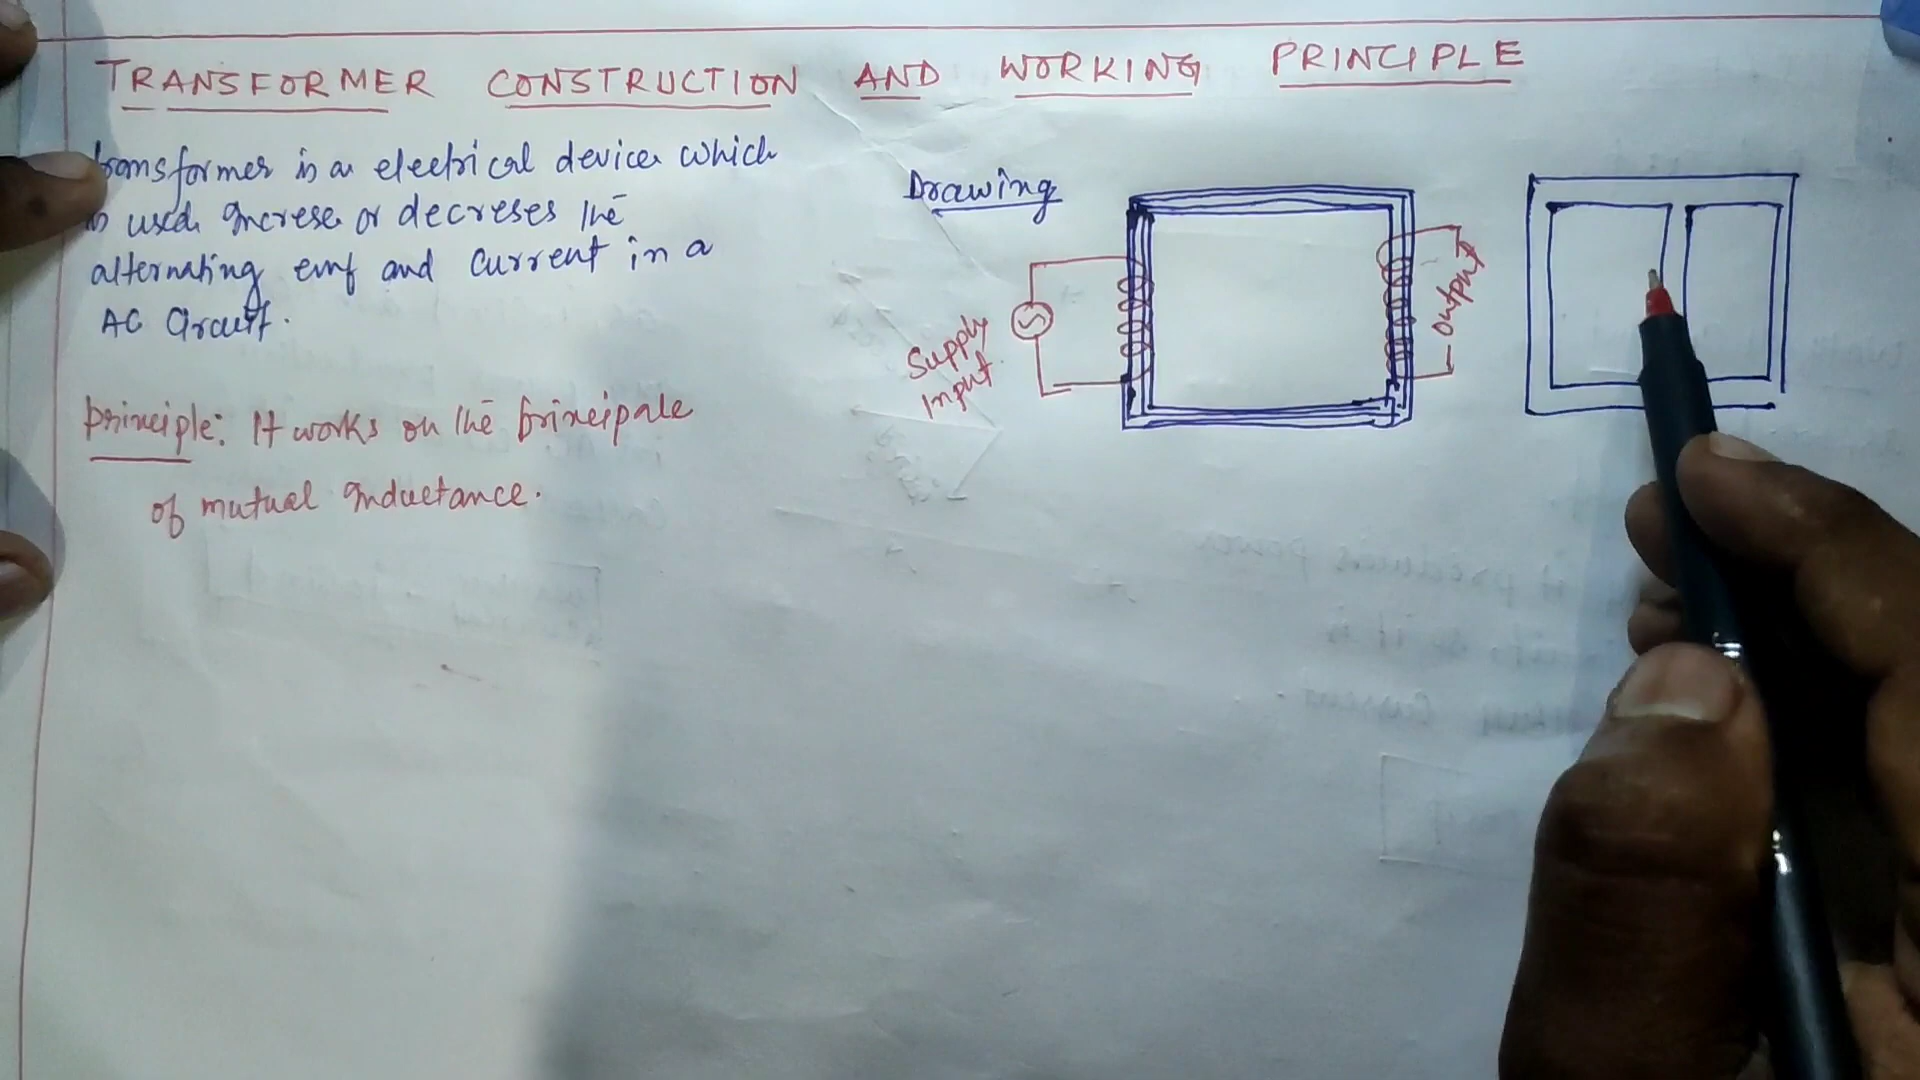 TRANSFORMER CONSTRUCTION AND WORKING PRINCIPLE
transformer is a electrical device which
is used increse or decreses the
alternating emf and current in a
AC Circuit.
Principle: It works on the principale
of mutual inductance.
Drawing
Supply
Input
Output